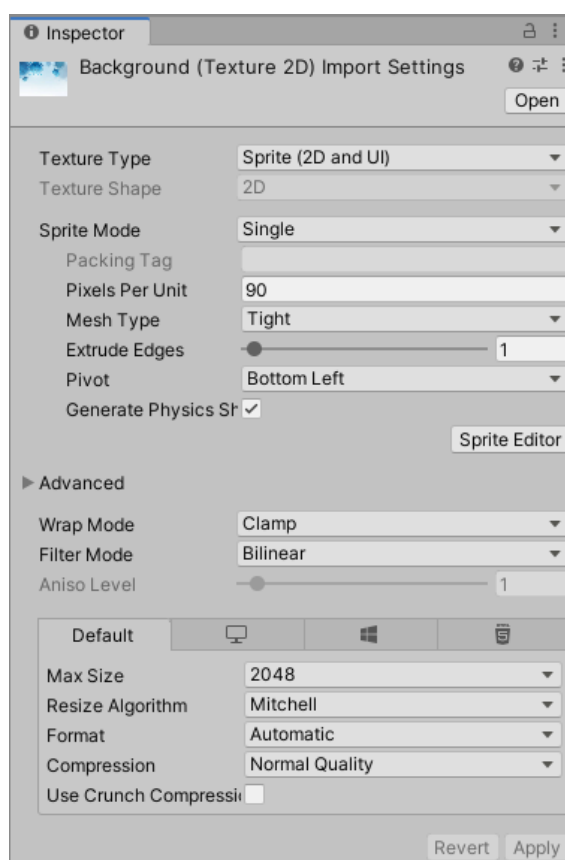 Inspector
Background (Texture 2D) Import Settings
Open
Texture Type Sprite (2D and UI)
Texture Shape 2D
Sprite Mode Single
Packing Tag
Pixels Per Unit 90
Mesh Type Tight
Extrude Edges 1
Pivot Bottom Left
Generate Physics Sh
Sprite Editor
Advanced
Wrap Mode Clamp
Filter Mode Bilinear
Aniso Level 1
Default
Max Size 2048
Resize Algorithm Mitchell
Format Automatic
Compression Normal Quality
Use Crunch Compressi
Revert Apply